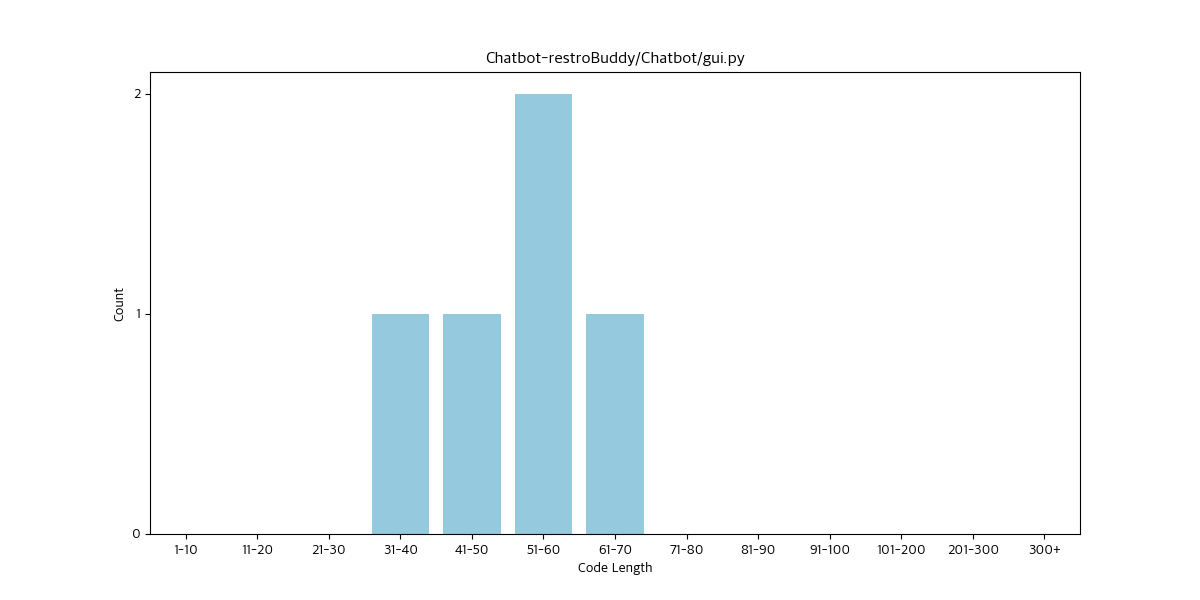 Chatbot-restroBuddy/Chatbot/gui.py
2
1
0
Count
1-10 11-20 21-30 31-40 41-50 51-60 61-70 71-80 81-90 91-100 101-200 201-300 300+
Code Length